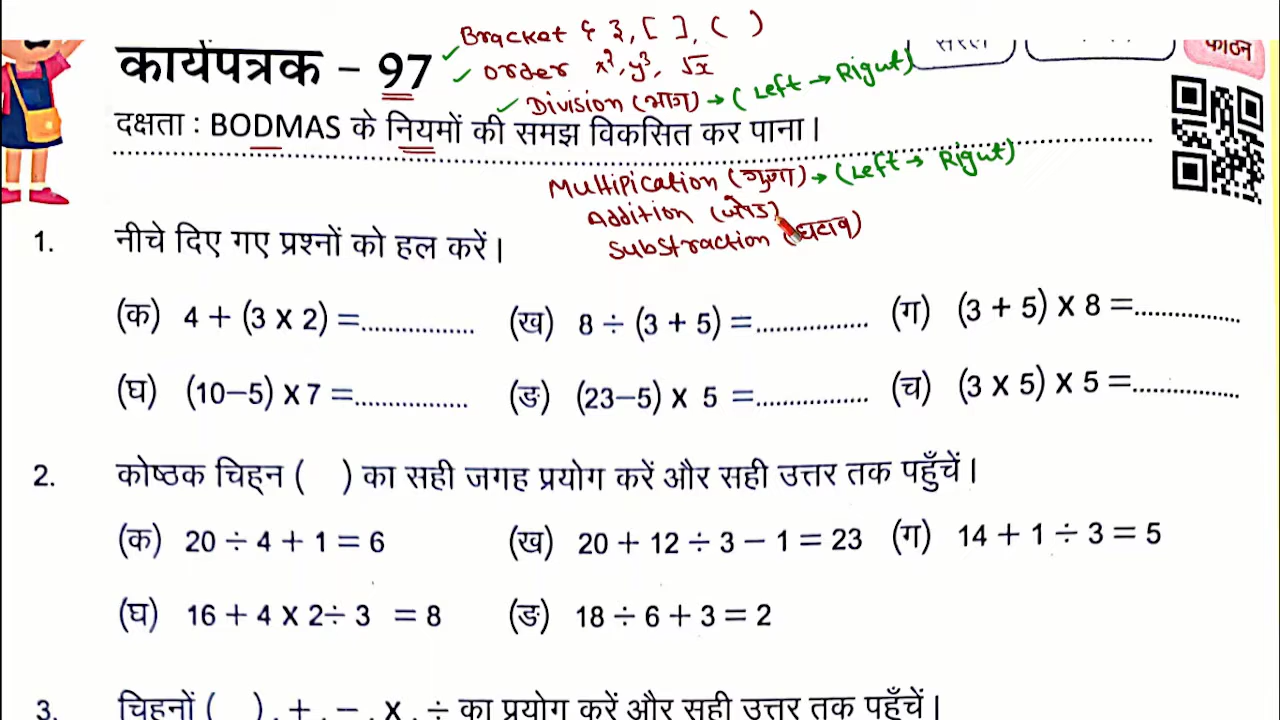 Bracket { }, [ ], ( )
कार्यपत्रक – 97
order x², y³, √x
कठिन
Division (भाग) → (Left → Right)
दक्षता : BODMAS के नियमों की समझ विकसित कर पाना।
Multipication (गुणा) → (Left → Right)
Addition (जोड)
Substraction (घटाव)
1. नीचे दिए गए प्रश्नों को हल करें।
(क) 4 + (3 X 2) =................ (ख) 8 ÷ (3 + 5) =................ (ग) (3 + 5) X 8 =...............
(घ) (10–5) X 7 =................ (ङ) (23–5) X 5 =................ (च) (3 X 5) X 5 =...............
2. कोष्ठक चिह्न ( ) का सही जगह प्रयोग करें और सही उत्तर तक पहुँचें।
(क) 20 ÷ 4 + 1 = 6 (ख) 20 + 12 ÷ 3 – 1 = 23 (ग) 14 + 1 ÷ 3 = 5
(घ) 16 + 4 X 2÷ 3 = 8 (ङ) 18 ÷ 6 + 3 = 2
3. चिह्नों ( ) , + , – , X , ÷ का प्रयोग करें और सही उत्तर तक पहुँचें।